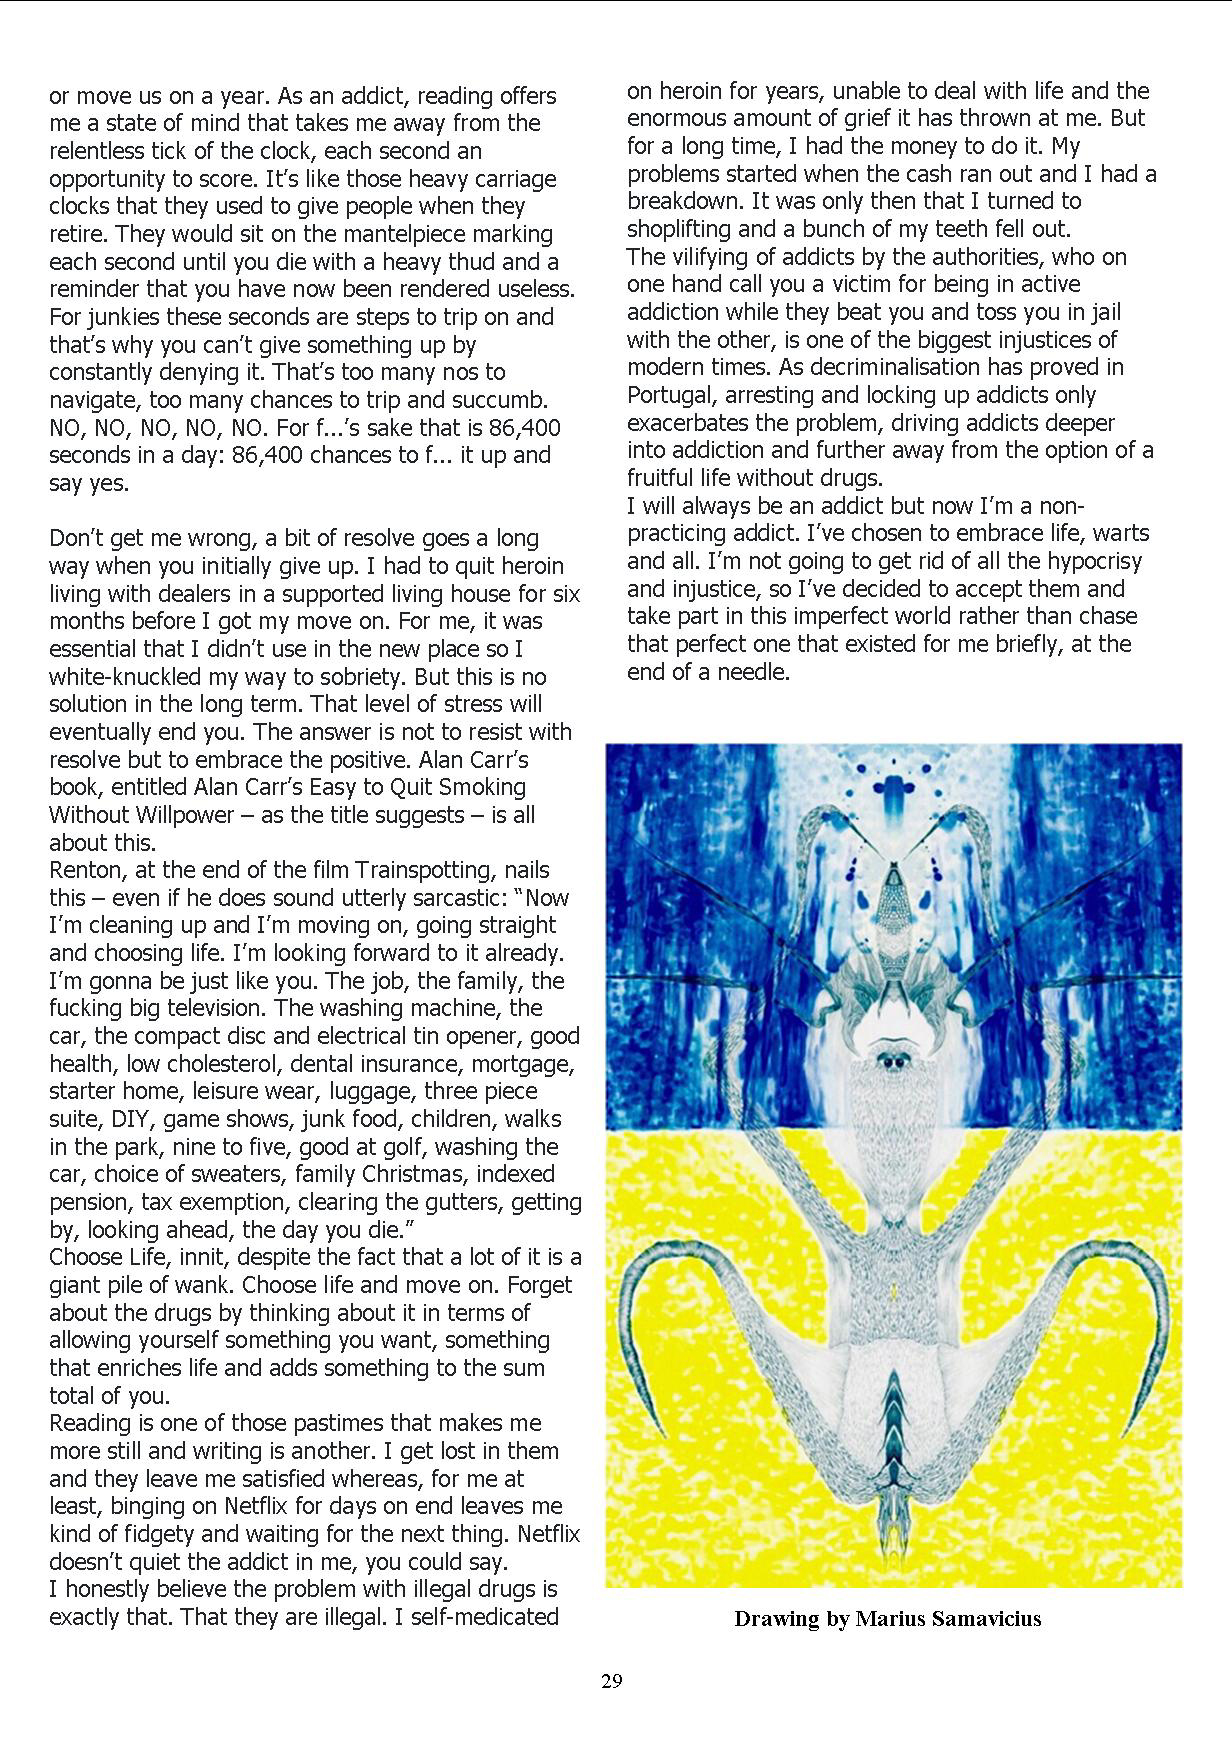 or move us on a year. As an addict, reading offers
me a state of mind that takes me away from the
relentless tick of the clock, each second an
opportunity to score. It's like those heavy carriage
clocks that they used to give people when they
retire. They would sit on the mantelpiece marking
each second until you die with a heavy thud and a
reminder that you have now been rendered useless.
For junkies these seconds are steps to trip on and
that's why you can't give something up by
constantly denying it. That's too many nos to
navigate, too many chances to trip and succumb.
NO, NO, NO, NO, NO. For f...'s sake that is 86,400
seconds in a day: 86,400 chances to f... it up and
say yes.

Don't get me wrong, a bit of resolve goes a long
way when you initially give up. I had to quit heroin
living with dealers in a supported living house for six
months before I got my move on. For me, it was
essential that I didn't use in the new place so I
white-knuckled my way to sobriety. But this is no
solution in the long term. That level of stress will
eventually end you. The answer is not to resist with
resolve but to embrace the positive. Alan Carr's
book, entitled Alan Carr's Easy to Quit Smoking
Without Willpower – as the title suggests – is all
about this.
Renton, at the end of the film Trainspotting, nails
this – even if he does sound utterly sarcastic: "Now
I'm cleaning up and I'm moving on, going straight
and choosing life. I'm looking forward to it already.
I'm gonna be just like you. The job, the family, the
fucking big television. The washing machine, the
car, the compact disc and electrical tin opener, good
health, low cholesterol, dental insurance, mortgage,
starter home, leisure wear, luggage, three piece
suite, DIY, game shows, junk food, children, walks
in the park, nine to five, good at golf, washing the
car, choice of sweaters, family Christmas, indexed
pension, tax exemption, clearing the gutters, getting
by, looking ahead, the day you die."
Choose Life, innit, despite the fact that a lot of it is a
giant pile of wank. Choose life and move on. Forget
about the drugs by thinking about it in terms of
allowing yourself something you want, something
that enriches life and adds something to the sum
total of you.
Reading is one of those pastimes that makes me
more still and writing is another. I get lost in them
and they leave me satisfied whereas, for me at
least, binging on Netflix for days on end leaves me
kind of fidgety and waiting for the next thing. Netflix
doesn't quiet the addict in me, you could say.
I honestly believe the problem with illegal drugs is
exactly that. That they are illegal. I self-medicated
on heroin for years, unable to deal with life and the
enormous amount of grief it has thrown at me. But
for a long time, I had the money to do it. My
problems started when the cash ran out and I had a
breakdown. It was only then that I turned to
shoplifting and a bunch of my teeth fell out.
The vilifying of addicts by the authorities, who on
one hand call you a victim for being in active
addiction while they beat you and toss you in jail
with the other, is one of the biggest injustices of
modern times. As decriminalisation has proved in
Portugal, arresting and locking up addicts only
exacerbates the problem, driving addicts deeper
into addiction and further away from the option of a
fruitful life without drugs.
I will always be an addict but now I'm a non-
practicing addict. I've chosen to embrace life, warts
and all. I'm not going to get rid of all the hypocrisy
and injustice, so I've decided to accept them and
take part in this imperfect world rather than chase
that perfect one that existed for me briefly, at the
end of a needle.
Drawing by Marius Samavicius
29